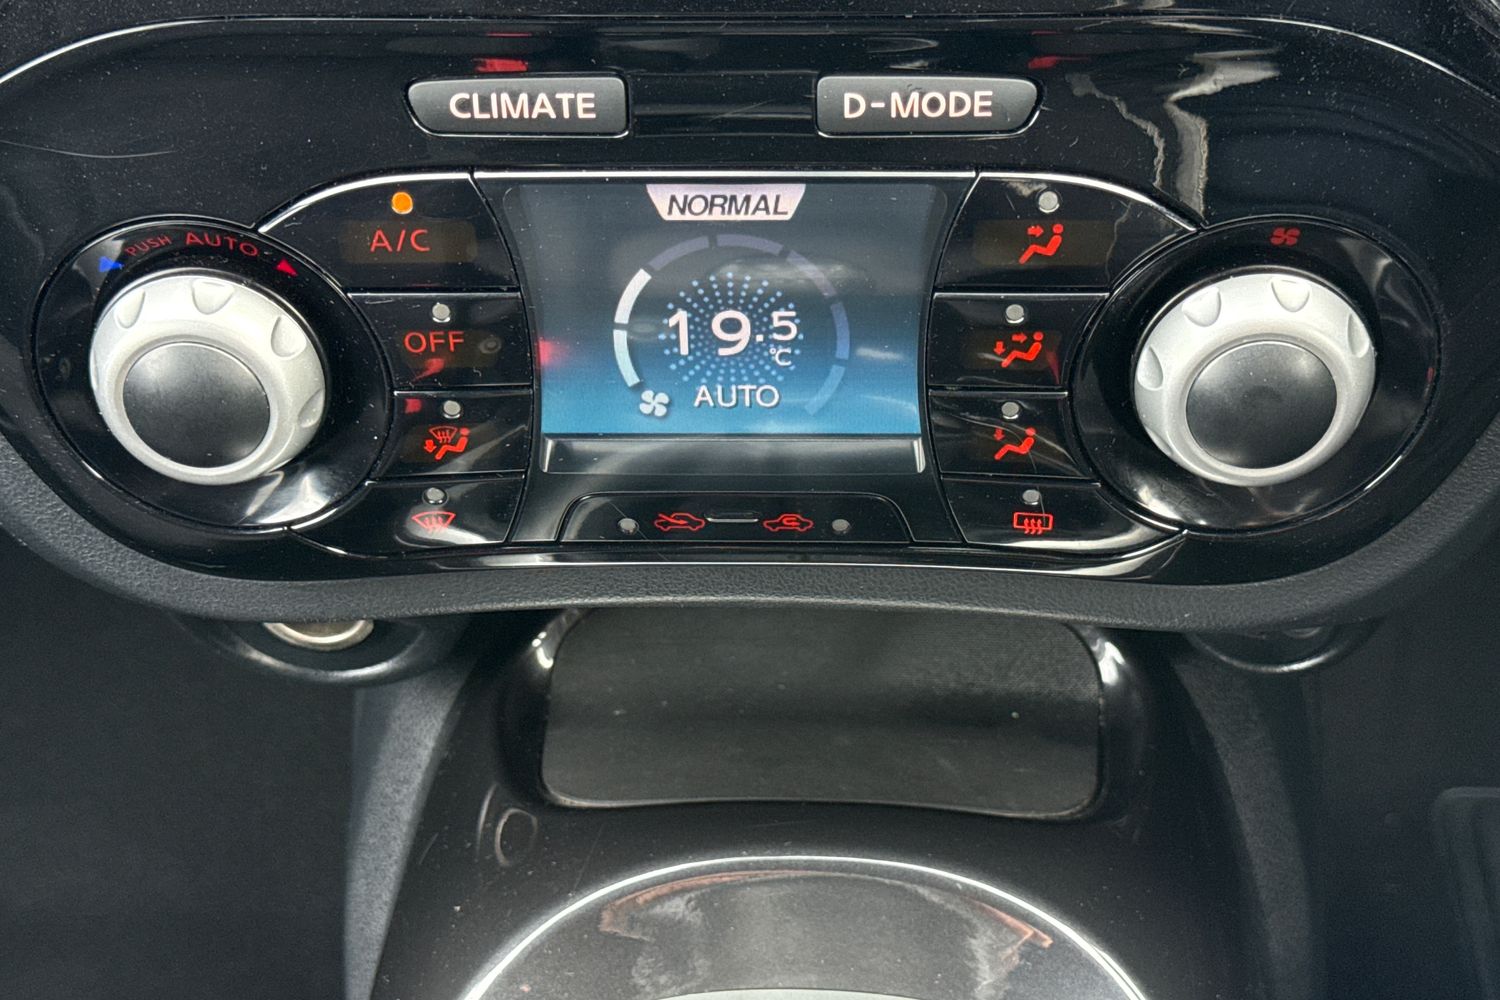 CLIMATE
D-MODE
NORMAL
PUSH AUTO
A/C
19.5
°C
OFF
AUTO